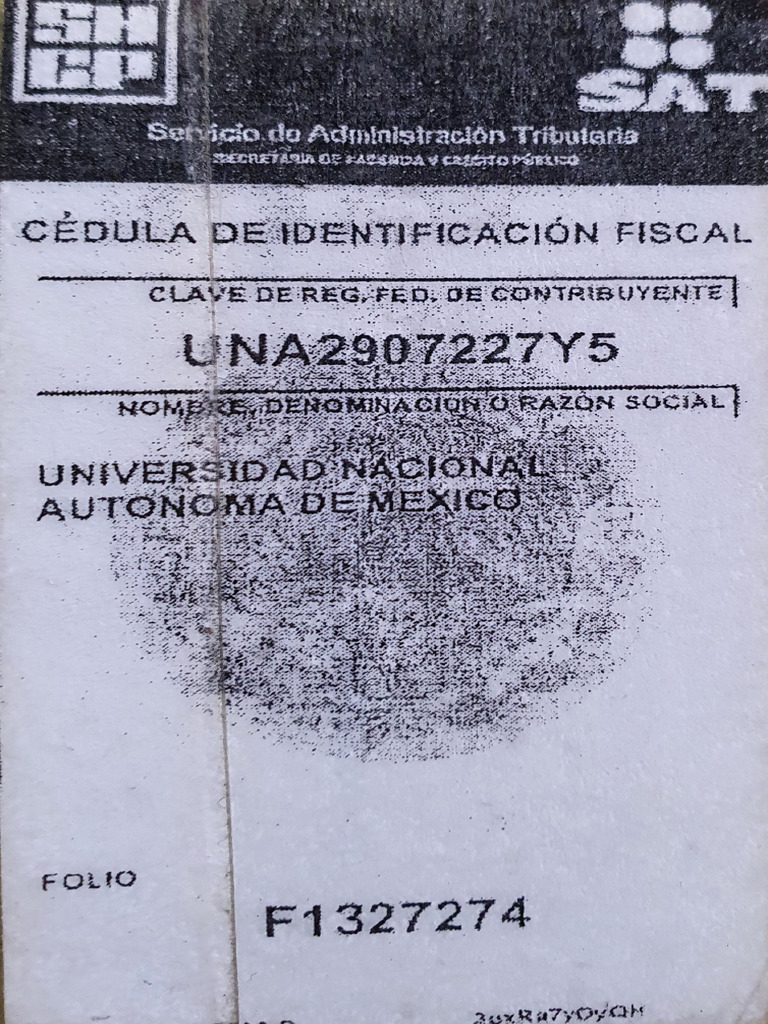 SHCP
SAT
Servicio de Administración Tributaria
SECRETARÍA DE HACIENDA Y CRÉDITO PÚBLICO
CÉDULA DE IDENTIFICACIÓN FISCAL
CLAVE DE REG. FED. DE CONTRIBUYENTE
UNA2907227Y5
NOMBRE, DENOMINACION O RAZÓN SOCIAL
UNIVERSIDAD NACIONAL
AUTONOMA DE MEXICO
FOLIO
F1327274